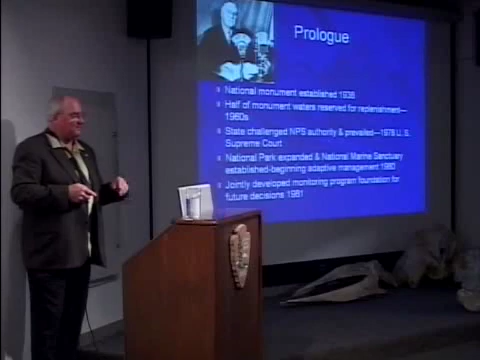 Prologue
National monument established 1938
Half of monument waters reserved for replenishment—
1980s
State challenged NPS authority & prevailed—1978 U. S.
Supreme Court
National Park expanded & National Marine Sanctuary
established-beginning adaptive management 1980
Jointly developed monitoring program foundation for
future decisions 1981